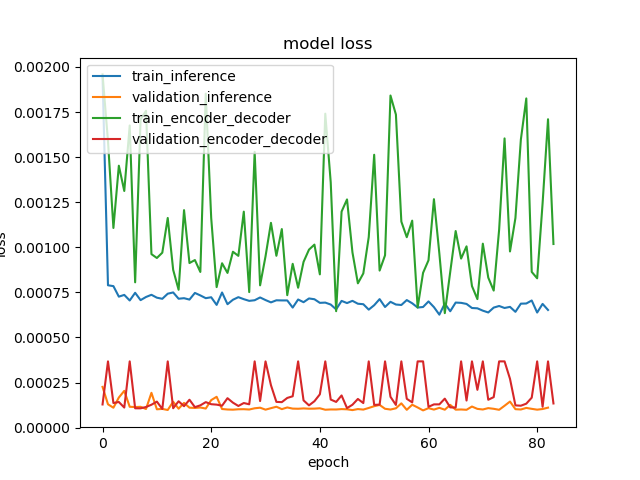 model loss
0.00200
0.00175
0.00150
0.00125
0.00100
0.00075
0.00050
0.00025
0.00000
loss
train_inference
validation_inference
train_encoder_decoder
validation_encoder_decoder
0 20 40 60 80
epoch